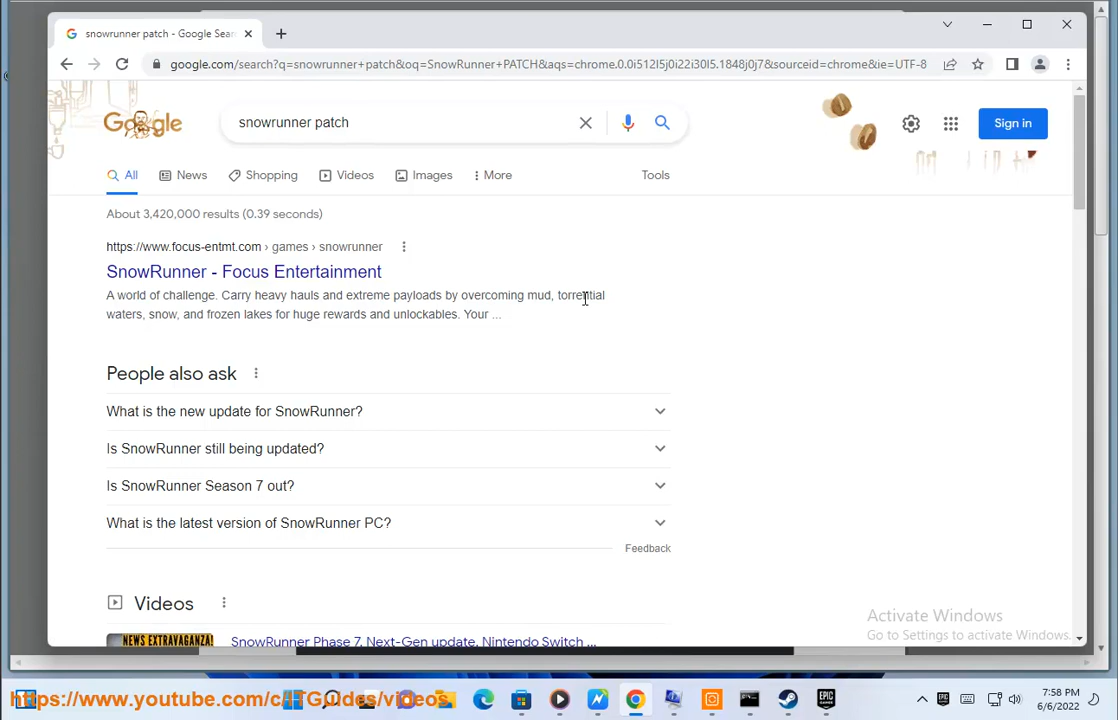 snowrunner patch - Google Sear
google.com/search?q=snowrunner+patch&oq=SnowRunner+PATCH&aqs=chrome.0.0i512l5j0i22i30l5.1848j0j7&sourceid=chrome&ie=UTF-8
Google
snowrunner patch
Sign in
All
News
Shopping
Videos
Images
More
Tools
About 3,420,000 results (0.39 seconds)
https://www.focus-entmt.com › games › snowrunner
SnowRunner - Focus Entertainment
A world of challenge. Carry heavy hauls and extreme payloads by overcoming mud, torrential
waters, snow, and frozen lakes for huge rewards and unlockables. Your ...
People also ask
What is the new update for SnowRunner?
Is SnowRunner still being updated?
Is SnowRunner Season 7 out?
What is the latest version of SnowRunner PC?
Feedback
Videos
NEWS EXTRAVAGANZA!
SnowRunner Phase 7, Next-Gen update, Nintendo Switch ...
Activate Windows
Go to Settings to activate Windows.
https://www.youtube.com/c/ITGuides/videos
EPIC
GAMES
7:58 PM
6/6/2022